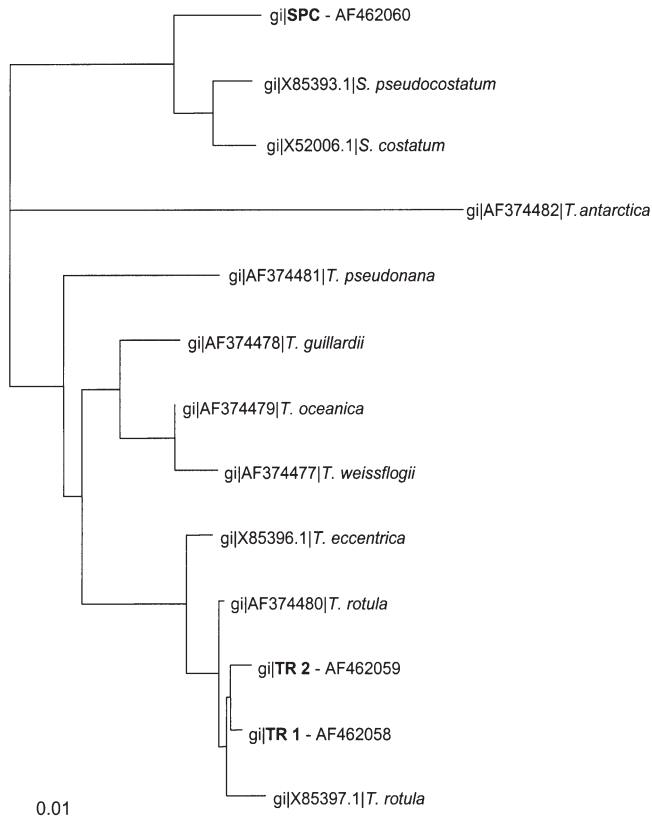 gi|SPC - AF462060
gi|X85393.1|S. pseudocostatum
gi|X52006.1|S. costatum
gi|AF374482|T. antarctica
gi|AF374481|T. pseudonana
gi|AF374478|T. guillardii
gi|AF374479|T. oceanica
gi|AF374477|T. weissflogii
gi|X85396.1|T. eccentrica
gi|AF374480|T. rotula
gi|TR 2 - AF462059
gi|TR 1 - AF462058
gi|X85397.1|T. rotula
0.01